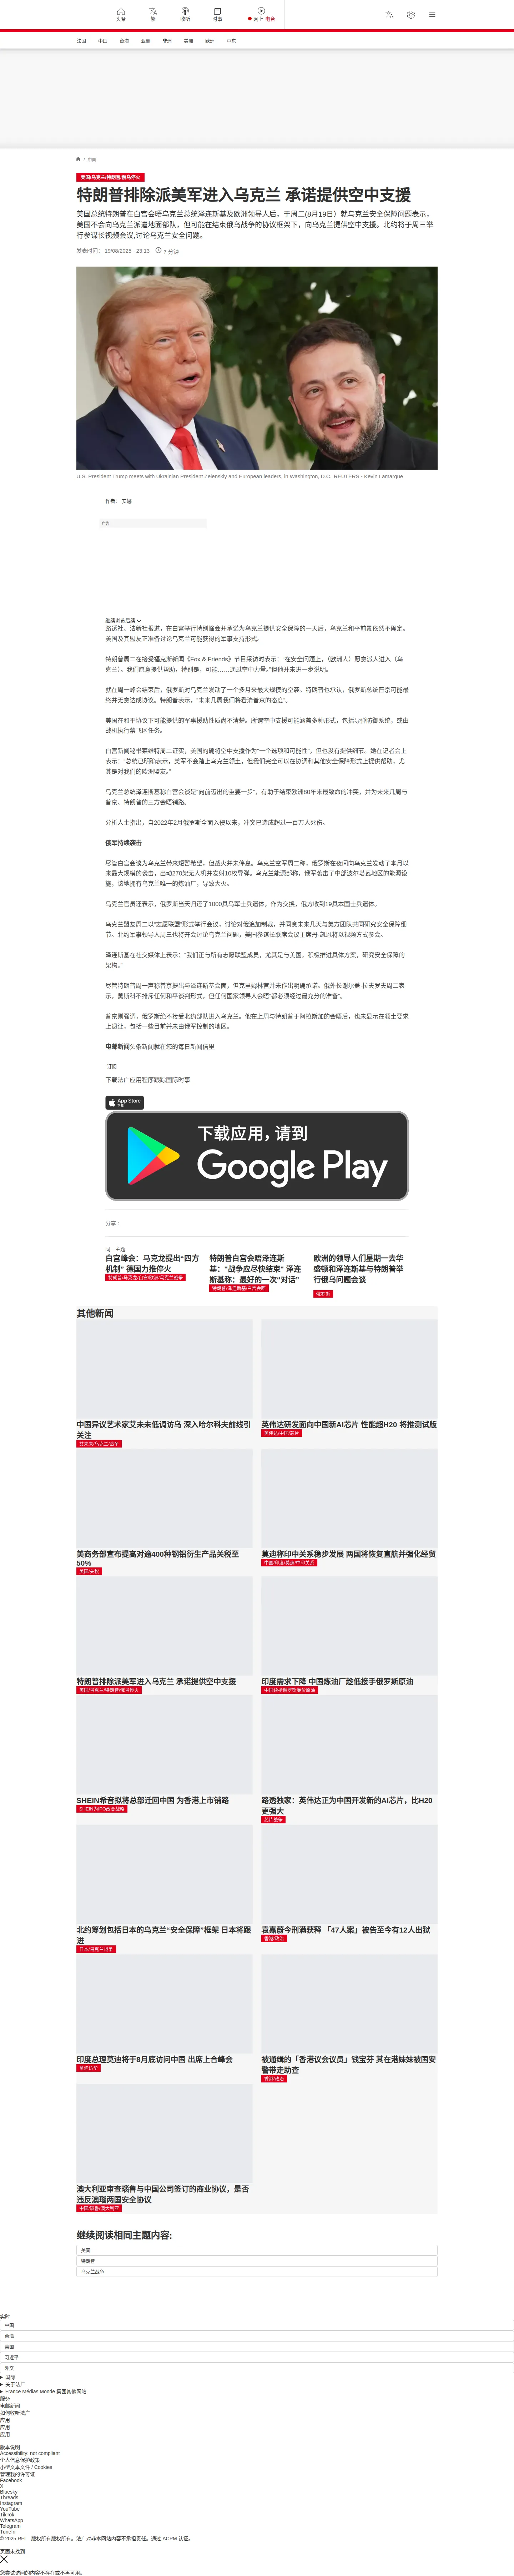 头条
繁
收听
时事
网上 电台
法国
中国
台湾
亚洲
非洲
美洲
欧洲
中东
/ 月刊
美国/乌克兰/特朗普/俄乌停火
特朗普排除派美军进入乌克兰 承诺提供空中支援
美国总统特朗普在白宫会晤乌克兰总统泽连斯基及欧洲领导人后，于周二(8月19日）就乌克兰安全保障问题表示，
美国不会向乌克兰派遣地面部队，但可能在结束俄乌战争的协议框架下，向乌克兰提供空中支援。北约将于周三举
行参谋长视频会议,讨论乌克兰安全问题。
发表时间： 19/08/2025 - 23:13
7 分钟
U.S. President Trump meets with Ukrainian President Zelenskiy and European leaders, in Washington, D.C. REUTERS - Kevin Lamarque
作者： 安娜
广告
继续浏览后续
路透社、法新社报道，在白宫举行特别峰会并承诺为乌克兰提供安全保障的一天后，乌克兰和平前景依然不确定。
美国及其盟友正准备讨论乌克兰可能获得的军事支持形式。
特朗普周二在接受福克斯新闻《Fox & Friends》节目采访时表示：“在安全问题上，（欧洲人）愿意派人进入（乌
克兰）。我们愿意提供帮助，特别是，可能……通过空中力量。”但他并未进一步说明。
就在周一峰会结束后，俄罗斯对乌克兰发动了一个多月来最大规模的空袭。特朗普也承认，俄罗斯总统普京可能最
终并无意达成协议。特朗普表示，“未来几周我们将看清普京的态度”。
美国在和平协议下可能提供的军事援助性质尚不清楚。所谓空中支援可能涵盖多种形式，包括导弹防御系统，或由
战机执行禁飞区任务。
白宫新闻秘书莱维特周二证实，美国的确将空中支援作为“一个选项和可能性”，但也没有提供细节。她在记者会上
表示：“总统已明确表示，美军不会踏上乌克兰领土，但我们完全可以在协调和其他安全保障形式上提供帮助，尤
其是对我们的欧洲盟友。”
乌克兰总统泽连斯基称白宫会谈是“向前迈出的重要一步”，有助于结束欧洲80年来最致命的冲突，并为未来几周与
普京、特朗普的三方会晤铺路。
分析人士指出，自2022年2月俄罗斯全面入侵以来，冲突已造成超过一百万人死伤。
俄军持续袭击
尽管白宫会谈为乌克兰带来短暂希望，但战火并未停息。乌克兰空军周二称，俄罗斯在夜间向乌克兰发动了本月以
来最大规模的袭击，出动270架无人机并发射10枚导弹。乌克兰能源部称，俄军袭击了中部波尔塔瓦地区的能源设
施，该地拥有乌克兰唯一的炼油厂，导致大火。
乌克兰官员还表示，俄罗斯当天归还了1000具乌军士兵遗体，作为交换，俄方收到19具本国士兵遗体。
乌克兰盟友周二以“志愿联盟”形式举行会议，讨论对俄追加制裁，并同意未来几天与美方团队共同研究安全保障细
节。北约军事领导人周三也将开会讨论乌克兰问题，美国参谋长联席会议主席丹·凯恩将以视频方式参会。
泽连斯基在社交媒体上表示：“我们正与所有志愿联盟成员，尤其是与美国，积极推进具体方案，研究安全保障的
架构。”
尽管特朗普周一声称普京提出与泽连斯基会面，但克里姆林宫并未作出明确承诺。俄外长谢尔盖·拉夫罗夫周二表
示，莫斯科不排斥任何和平谈判形式，但任何国家领导人会晤“都必须经过最充分的准备”。
普京则强调，俄罗斯绝不接受北约部队进入乌克兰。他在上周与特朗普于阿拉斯加的会晤后，也未显示在领土要求
上退让，包括一些目前并未由俄军控制的地区。
电邮新闻头条新闻就在您的每日新闻信里
订阅
下载法广应用程序跟踪国际时事
App Store
下载
下载应用，请到
Google Play
分享 :
同一主题
白宫峰会：马克龙提出“四方
机制” 德国力推停火
特朗普/马克龙/白宫/欧洲/乌克兰战争
特朗普白宫会晤泽连斯
基：“战争应尽快结束” 泽连
斯基称：最好的一次“对话”
特朗普/泽连斯基/白宫会晤
欧洲的领导人们星期一去华
盛顿和泽连斯基与特朗普举
行俄乌问题会谈
俄罗斯
其他新闻
中国异议艺术家艾未未低调访乌 深入哈尔科夫前线引
关注
艾未未/乌克兰/战争
英伟达研发面向中国新AI芯片 性能超H20 将推测试版
英伟达/中国/芯片
美商务部宣布提高对逾400种钢铝衍生产品关税至
50%
美国/关税
莫迪称印中关系稳步发展 两国将恢复直航并强化经贸
中国/印度/莫迪/中印关系
特朗普排除派美军进入乌克兰 承诺提供空中支援
美国/乌克兰/特朗普/俄乌停火
印度需求下降 中国炼油厂趁低接手俄罗斯原油
中国抓抢俄罗斯廉价原油
SHEIN希音拟将总部迁回中国 为香港上市铺路
SHEIN为IPO改变战略
路透独家：英伟达正为中国开发新的AI芯片，比H20
更强大
芯片战争
北约筹划包括日本的乌克兰“安全保障”框架 日本将跟
进
日本/乌克兰战争
袁嘉蔚今刑满获释 「47人案」被告至今有12人出狱
香港/政治
印度总理莫迪将于8月底访问中国 出席上合峰会
莫迪访华
被通缉的「香港议会议员」钱宝芬 其在港妹妹被国安
警带走助查
香港/政治
澳大利亚审查瑙鲁与中国公司签订的商业协议，是否
违反澳瑙两国安全协议
中国/瑙鲁/澳大利亚
继续阅读相同主题内容:
美国
特朗普
乌克兰战争
实时
中国
台湾
美国
习近平
外交
国际
关于法广
France Médias Monde 集团其他网站
服务
电邮新闻
如何收听法广
应用
应用
应用
版本说明
Accessibility: not compliant
个人信息保护政策
小型文本文件 / Cookies
管理我的许可证
Facebook
X
Bluesky
Threads
Instagram
YouTube
TikTok
WhatsApp
Telegram
TuneIn
© 2025 RFI – 版权所有版权所有。法广对非本网站内容不承担责任。通过 ACPM 认证。
页面未找到
您尝试访问的内容不存在或不再可用。